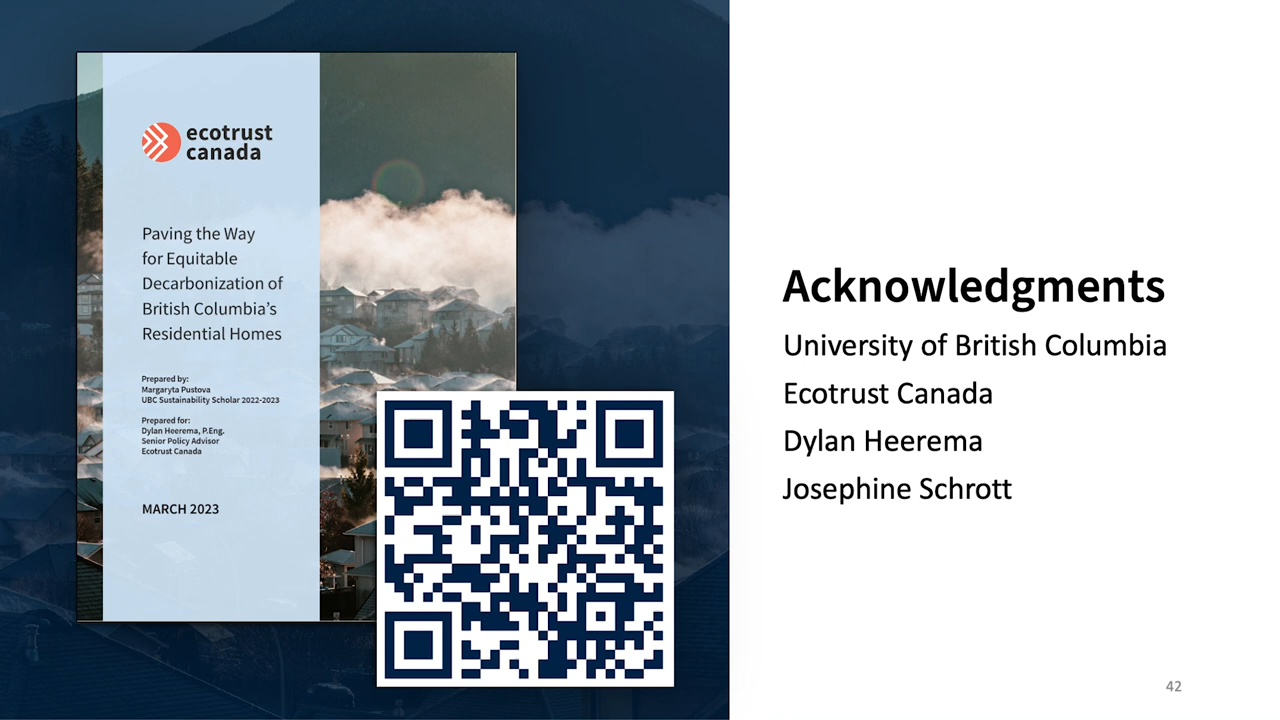 ecotrust
canada
Paving the Way
for Equitable
Decarbonization of
British Columbia's
Residential Homes
Prepared by:
Margaryta Pustova
UBC Sustainability Scholar 2022-2023
Prepared for:
Dylan Heerema, P.Eng.
Senior Policy Advisor
Ecotrust Canada
MARCH 2023
Acknowledgments
University of British Columbia
Ecotrust Canada
Dylan Heerema
Josephine Schrott
42